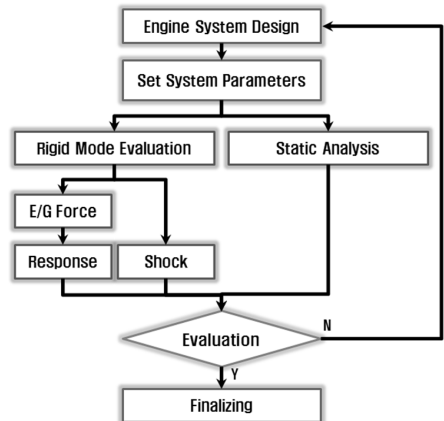 Engine System Design
Set System Parameters
Rigid Mode Evaluation
Static Analysis
E/G Force
Response
Shock
Evaluation
N
Y
Finalizing